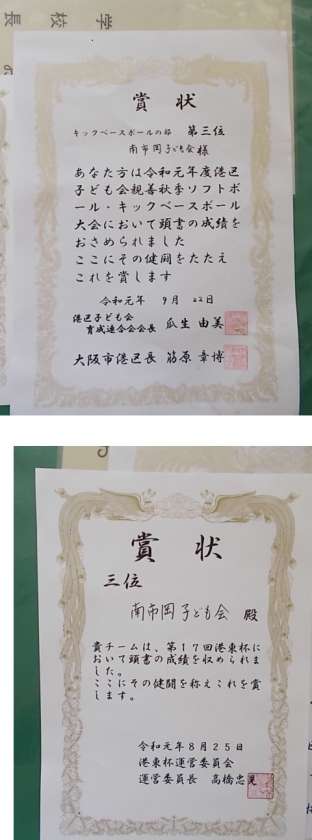 学校長
賞状
キックベースボールの部 第三位
南市岡子ども会 様
あなた方は令和元年度港区
子ども会親善秋季ソフトボ
ール・キックベースボール
大会において頭書の成績を
おさめられました
ここにその健闘をたたえ
これを賞します
令和元年 9月 22日
港区子ども会
育成連合会会長 瓜生 由美
大阪市港区長 筋原 章博
賞状
三位
南市岡子ども会 殿
貴チームは、第17回港東杯に
おいて頭書の成績を収められま
した。
ここにその健闘を称えこれを賞
します。
令和元年8月25日
港東杯運営委員会
運営委員長 高橋忠晃